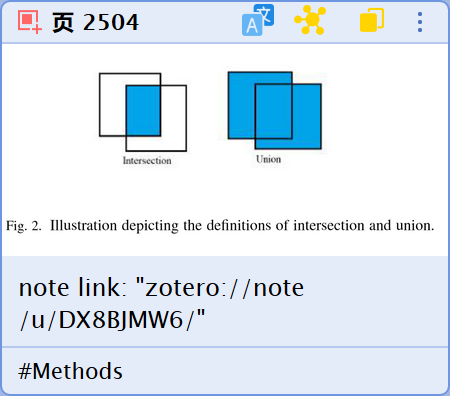 页 2504
A 文
Intersection Union
Fig. 2. Illustration depicting the definitions of intersection and union.
note link: "zotero://note
/u/DX8BJMW6/"
#Methods